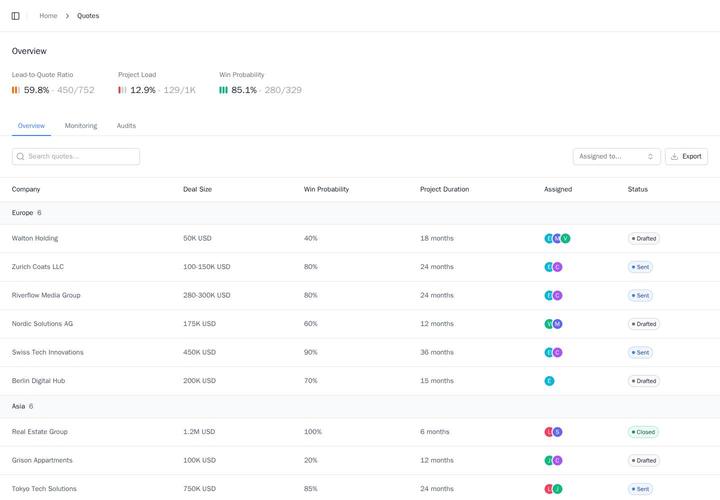 Home > Quotes
Overview
Lead-to-Quote Ratio Project Load Win Probability
59.8% · 450/752 12.9% · 129/1K 85.1% · 280/329
Overview Monitoring Audits
Search quotes... Assigned to... Export
Company Deal Size Win Probability Project Duration Assigned Status
Europe 6
Walton Holding 50K USD 40% 18 months E M V Drafted
Zurich Coats LLC 100-150K USD 80% 24 months E C Sent
Riverflow Media Group 280-300K USD 80% 24 months E C Sent
Nordic Solutions AG 175K USD 60% 12 months V M Drafted
Swiss Tech Innovations 450K USD 90% 36 months E C Sent
Berlin Digital Hub 200K USD 70% 15 months E Drafted
Asia 6
Real Estate Group 1.2M USD 100% 6 months S Closed
Grison Appartments 100K USD 20% 12 months C Drafted
Tokyo Tech Solutions 750K USD 85% 24 months J Sent